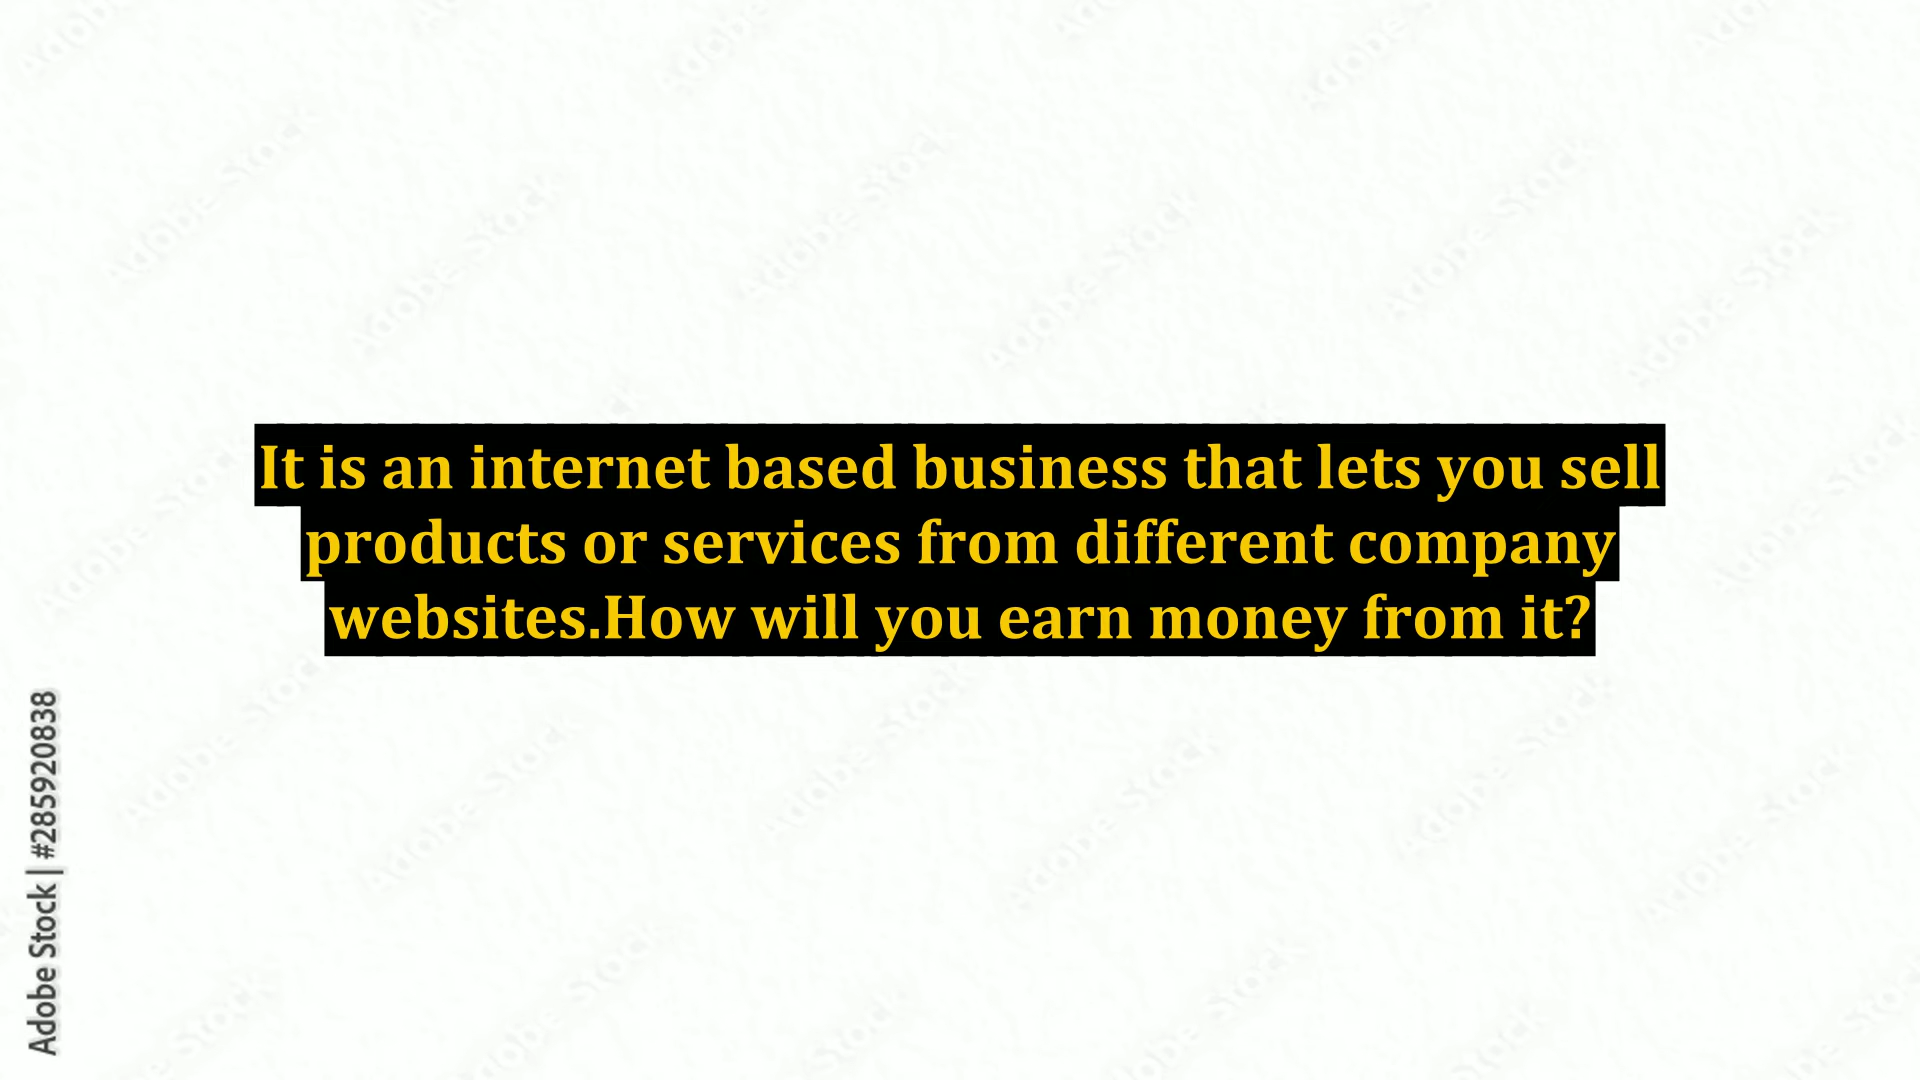 It is an internet based business that lets you sell
products or services from different company
websites.How will you earn money from it?
Adobe Stock | #285920838